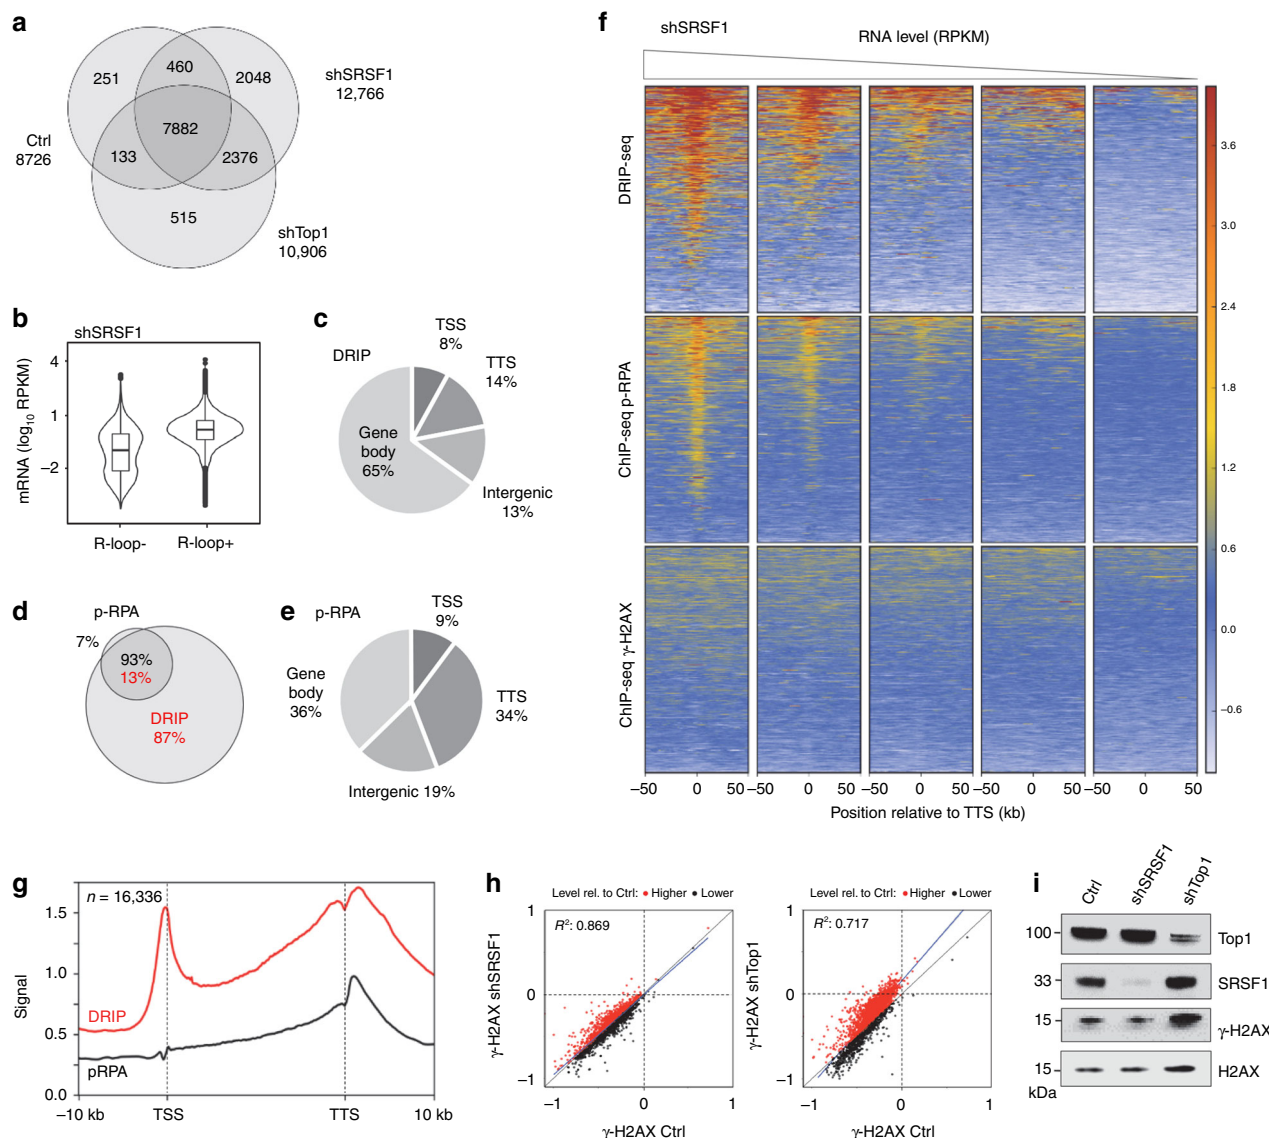 a
251
460
2048
7882
133
2376
515
Ctrl
8726
shSRSF1
12,766
shTop1
10,906
b
shSRSF1
mRNA (log10 RPKM)
4
1
−2
R-loop-
R-loop+
c
DRIP
TSS
8%
TTS
14%
Gene
body
65%
Intergenic
13%
d
p-RPA
7%
93%
13%
DRIP
87%
e
p-RPA
TSS
9%
Gene
body
36%
TTS
34%
Intergenic 19%
f
shSRSF1
RNA level (RPKM)
DRIP-seq
ChIP-seq p-RPA
ChIP-seq γ-H2AX
3.6
3.0
2.4
1.8
1.2
0.6
0.0
−0.6
−50 0 50 −50 0 50 −50 0 50 −50 0 50 −50 0 50
Position relative to TTS (kb)
g
n = 16,336
Signal
1.5
1.0
0.5
0.0
DRIP
pRPA
−10 kb TSS TTS 10 kb
h
Level rel. to Ctrl: Higher Lower
R2: 0.869
γ-H2AX shSRSF1
1
0
−1
−1 0 1
γ-H2AX Ctrl
Level rel. to Ctrl: Higher Lower
R2: 0.717
γ-H2AX shTop1
1
0
−1
−1 0 1
γ-H2AX Ctrl
i
Ctrl shSRSF1 shTop1
100 Top1
33 SRSF1
15 γ-H2AX
15 H2AX
kDa